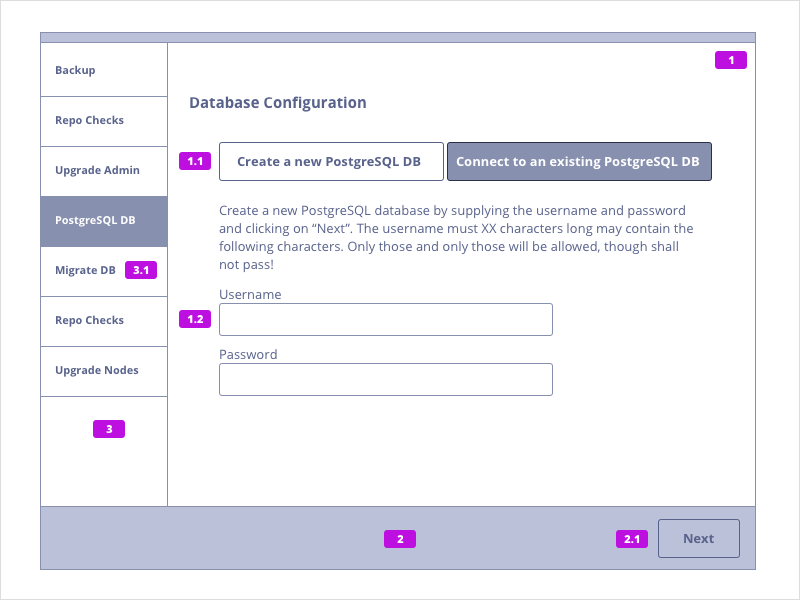 Backup
Repo Checks
Upgrade Admin
PostgreSQL DB
Migrate DB 3.1
Repo Checks
Upgrade Nodes
3
1
Database Configuration
1.1 Create a new PostgreSQL DB Connect to an existing PostgreSQL DB
Create a new PostgreSQL database by supplying the username and password
and clicking on “Next”. The username must XX characters long may contain the
following characters. Only those and only those will be allowed, though shall
not pass!
Username
1.2
Password
2
2.1 Next